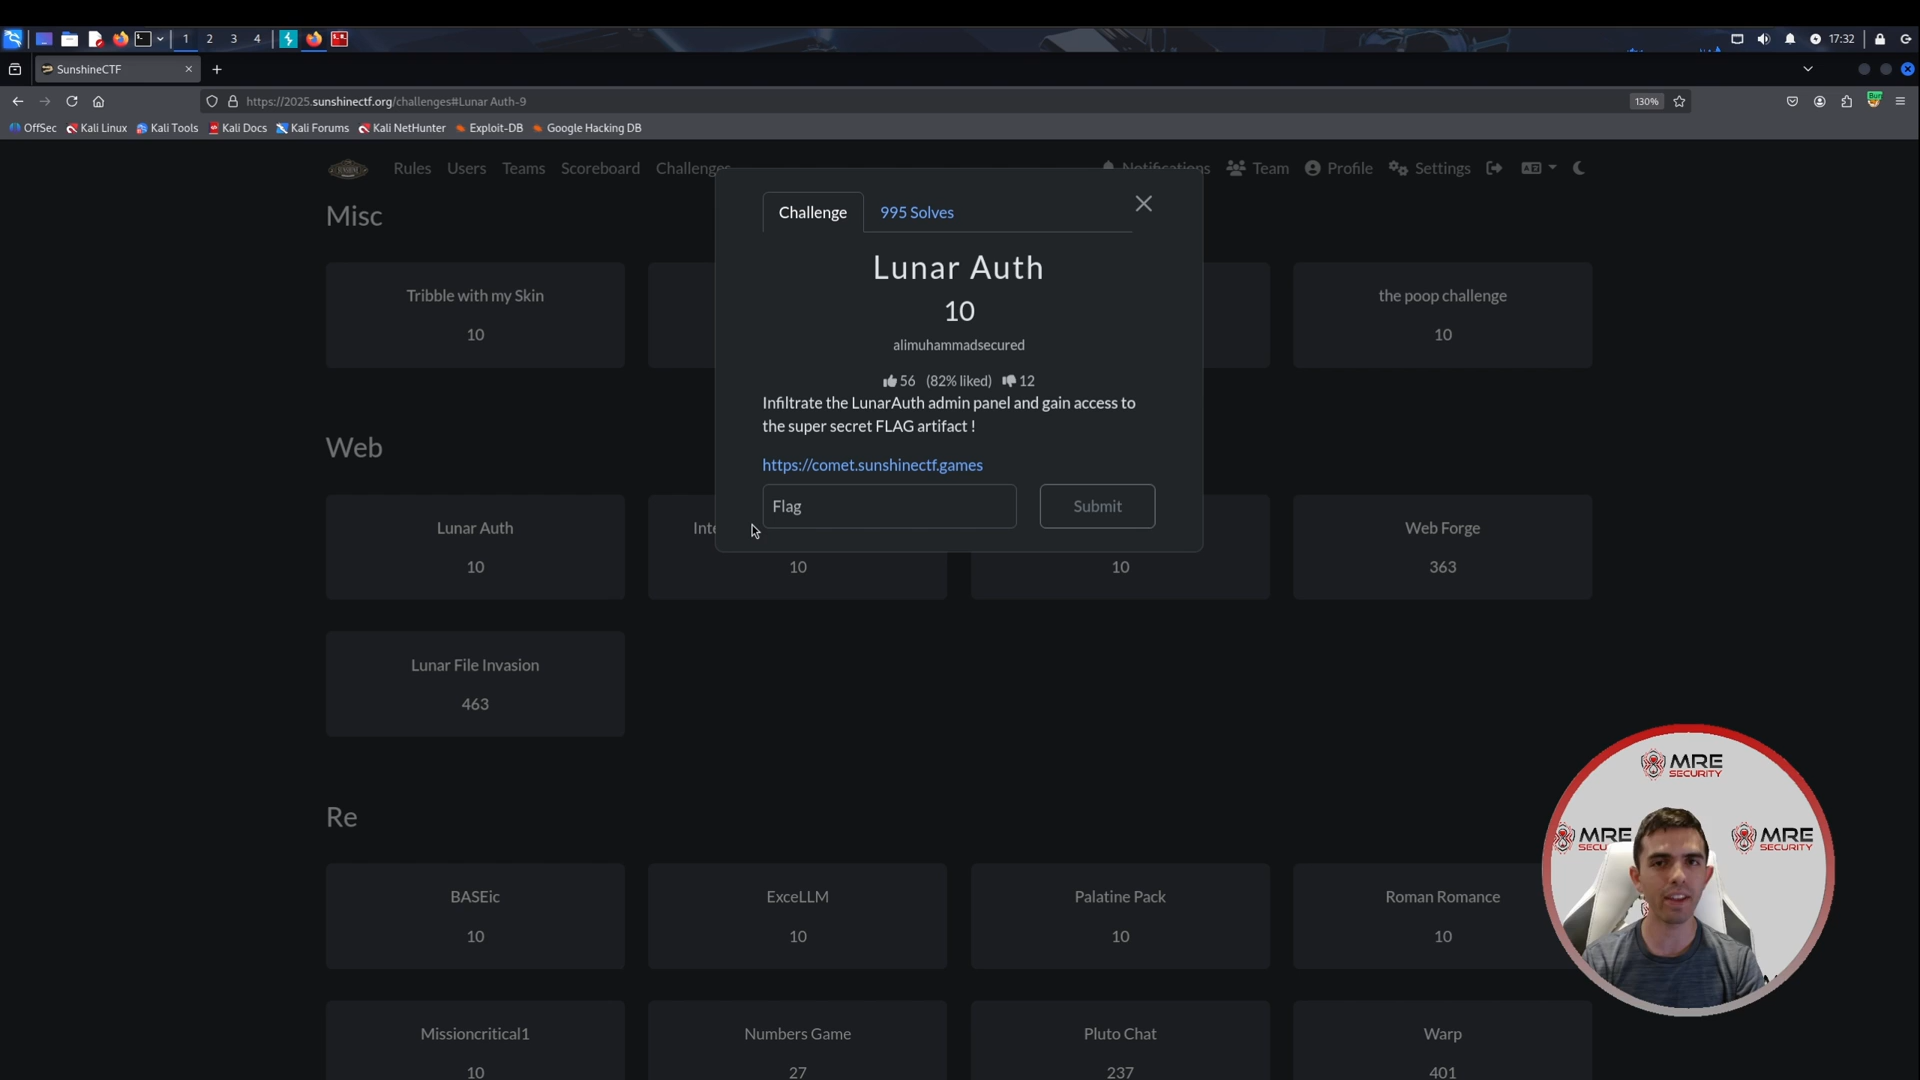 1 2 3 4
17:32
SunshineCTF
https://2025.sunshinectf.org/challenges#Lunar Auth-9
130%
OffSec Kali Linux Kali Tools Kali Docs Kali Forums Kali NetHunter Exploit-DB Google Hacking DB
Rules Users Teams Scoreboard Challenges Notifications Team Profile Settings
Misc
Challenge 995 Solves
Lunar Auth
10
alimuhammadsecured
56 (82% liked) 12
Infiltrate the LunarAuth admin panel and gain access to
the super secret FLAG artifact !
https://comet.sunshinectf.games
Flag Submit
Tribble with my Skin
10
the poop challenge
10
Web
Lunar Auth
10
Inte
10
10
Web Forge
363
Lunar File Invasion
463
Re
BASEic
10
ExceLLM
10
Palatine Pack
10
Roman Romance
10
Missioncritical1
10
Numbers Game
27
Pluto Chat
237
Warp
401
MRE
SECURITY
MRE
MRE
SECURITY